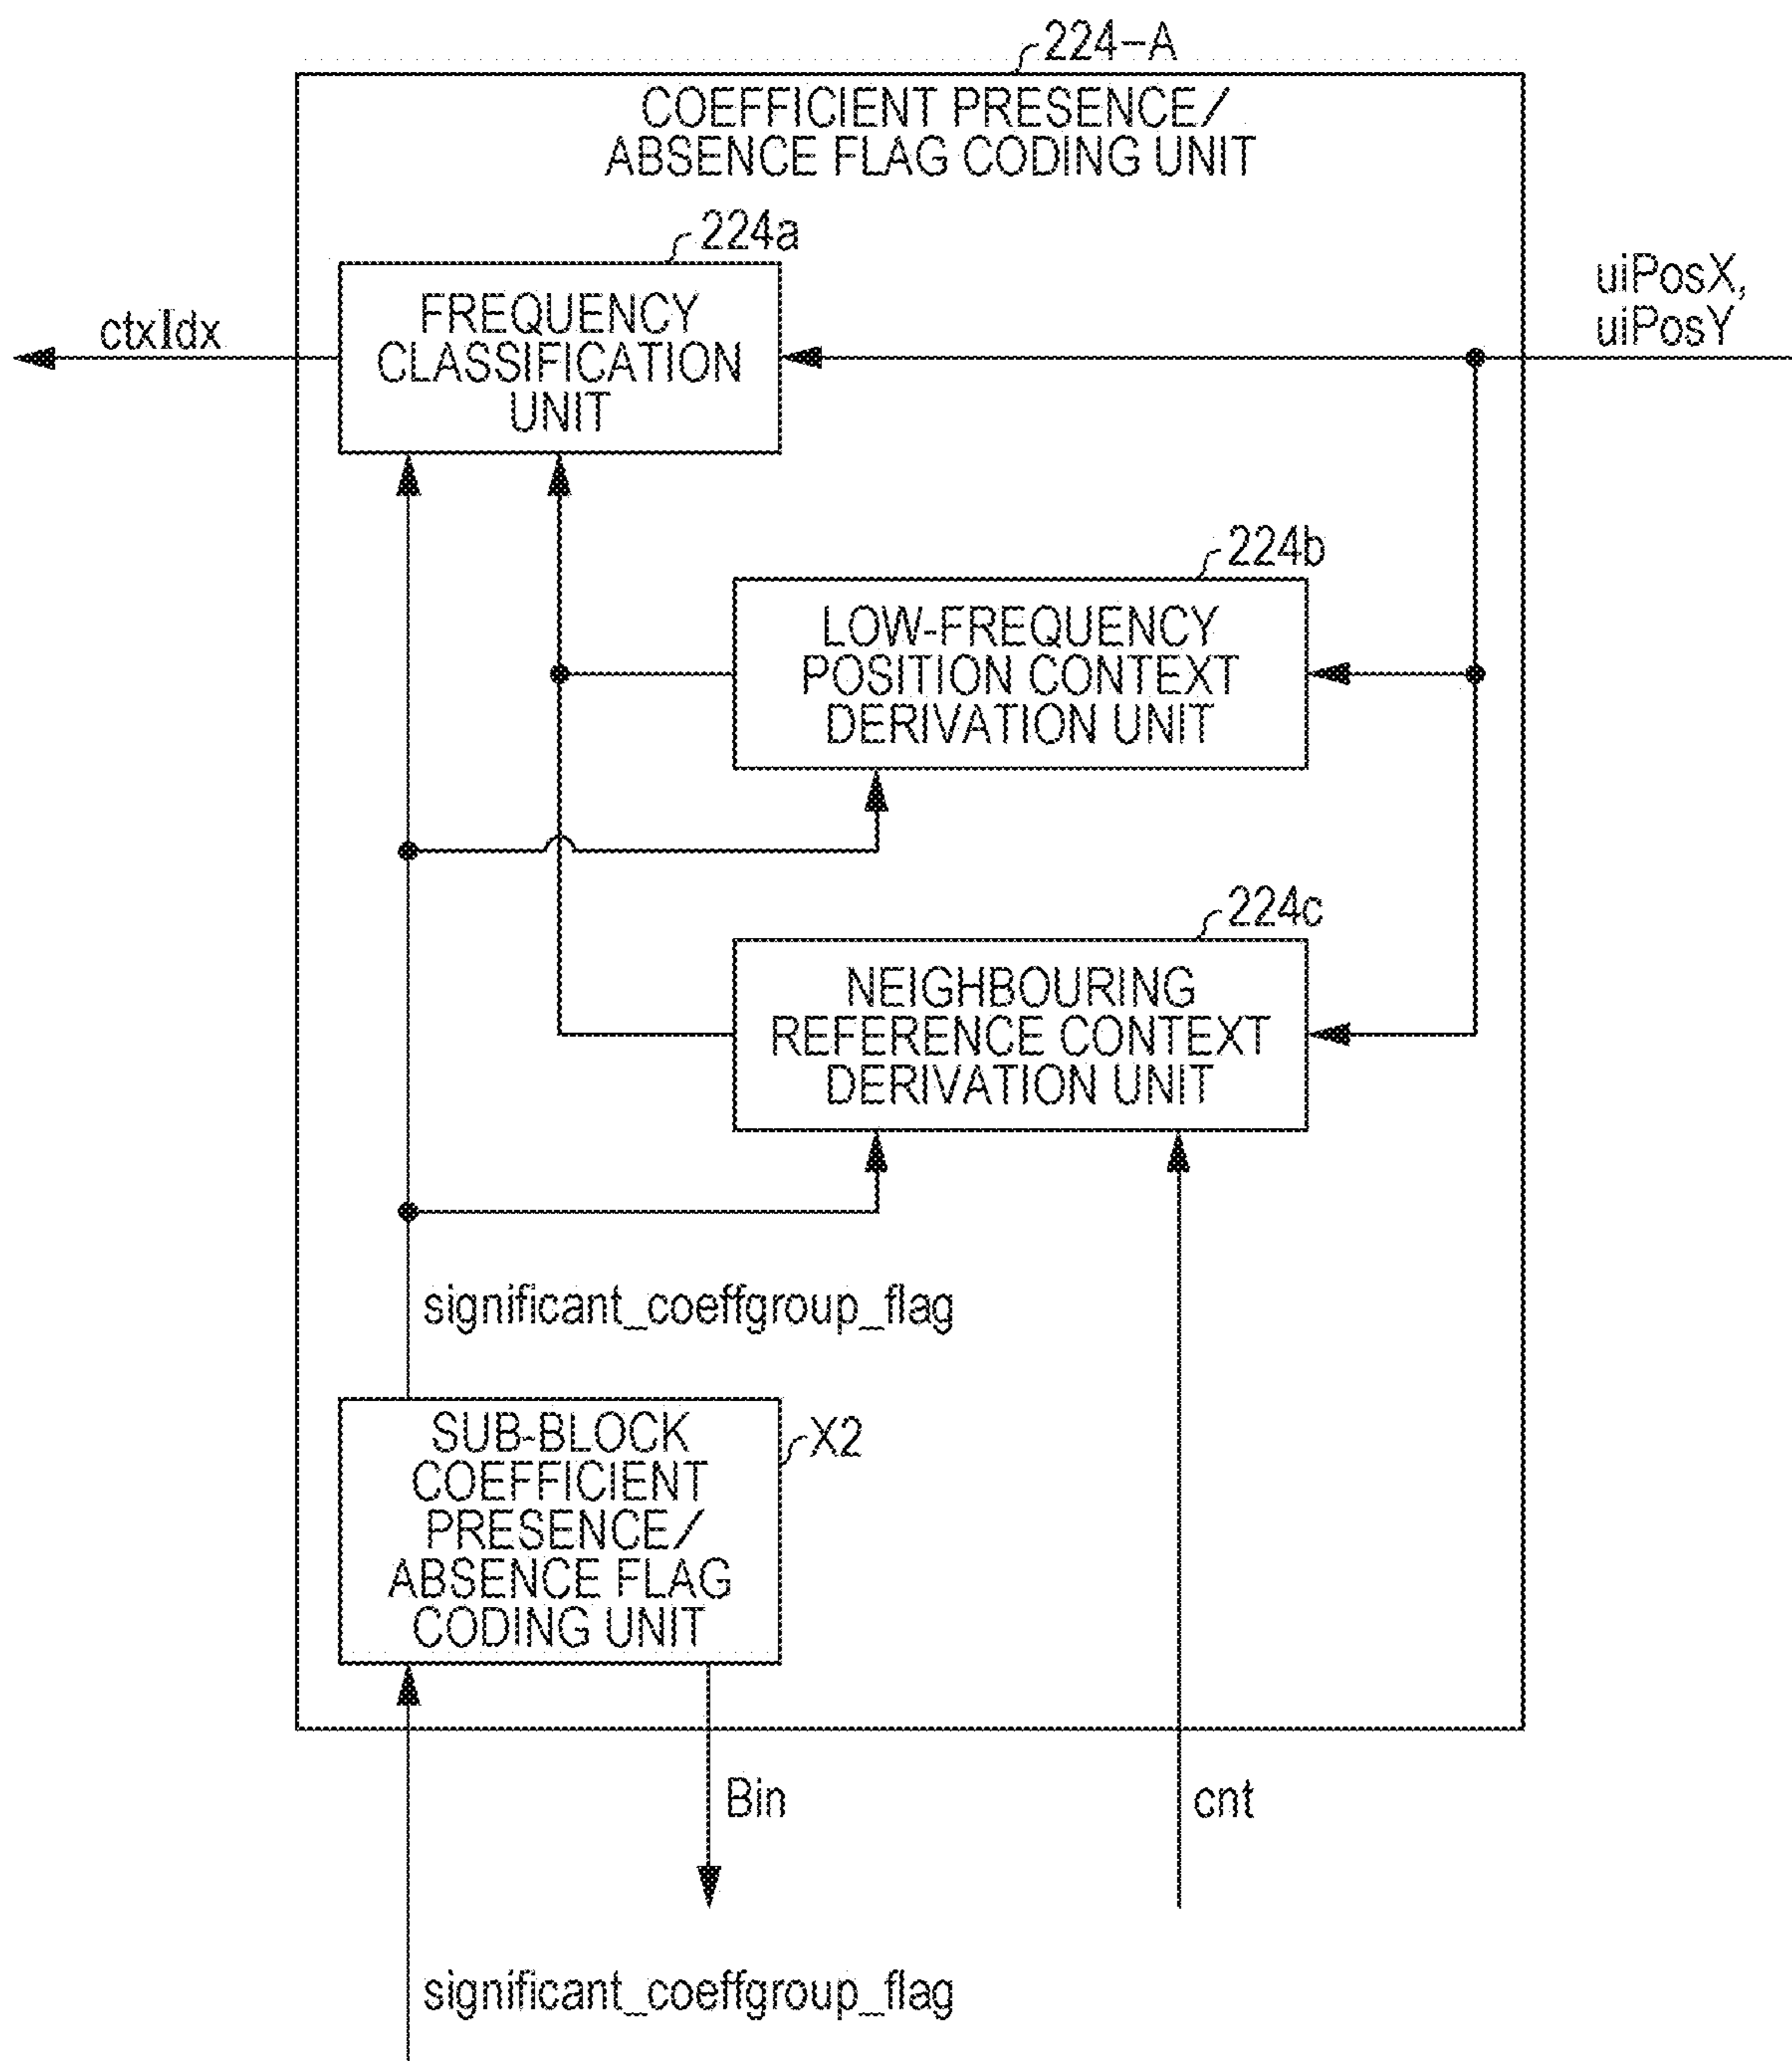 224-A
COEFFICIENT PRESENCE/
ABSENCE FLAG CODING UNIT
224a
FREQUENCY
CLASSIFICATION
UNIT
ctxIdx
uiPosX,
uiPosY
224b
LOW-FREQUENCY
POSITION CONTEXT
DERIVATION UNIT
224c
NEIGHBOURING
REFERENCE CONTEXT
DERIVATION UNIT
significant_coeffgroup_flag
SUB-BLOCK
COEFFICIENT
PRESENCE/
ABSENCE FLAG
CODING UNIT
X2
Bin
cnt
significant_coeffgroup_flag